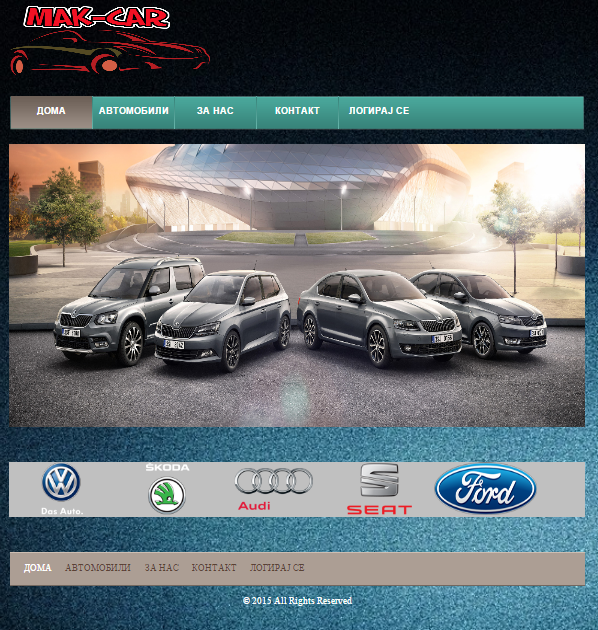 MAK-CAR
ДОМА АВТОМОБИЛИ ЗА НАС КОНТАКТ ЛОГИРАЈ СЕ
ŠKODA
Das Auto. Audi SEAT Ford
ДОМА АВТОМОБИЛИ ЗА НАС КОНТАКТ ЛОГИРАЈ СЕ
© 2015 All Rights Reserved